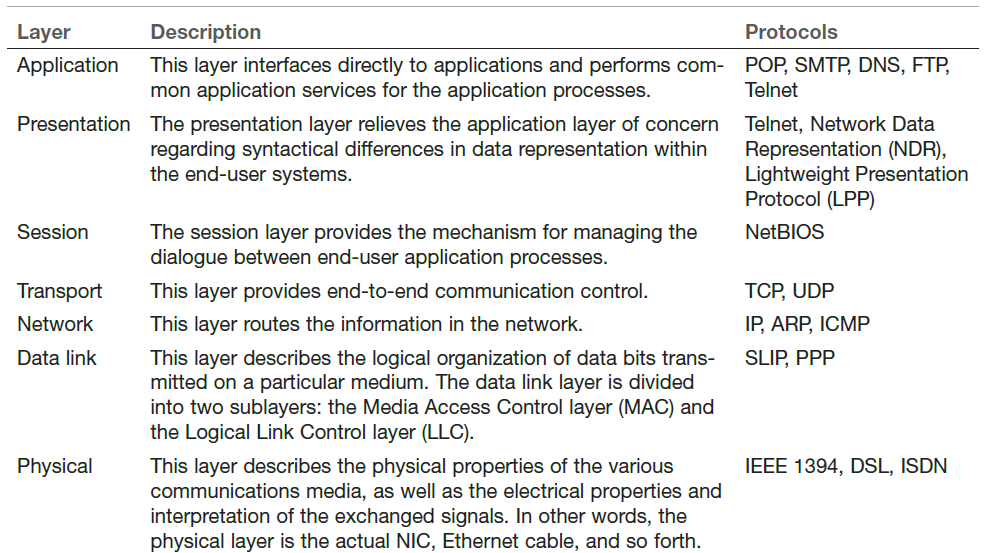 Layer Description Protocols
Application This layer interfaces directly to applications and performs com- POP, SMTP, DNS, FTP,
mon application services for the application processes. Telnet
Presentation The presentation layer relieves the application layer of concern Telnet, Network Data
regarding syntactical differences in data representation within Representation (NDR),
the end-user systems. Lightweight Presentation
Protocol (LPP)
Session The session layer provides the mechanism for managing the NetBIOS
dialogue between end-user application processes.
Transport This layer provides end-to-end communication control. TCP, UDP
Network This layer routes the information in the network. IP, ARP, ICMP
Data link This layer describes the logical organization of data bits trans- SLIP, PPP
mitted on a particular medium. The data link layer is divided
into two sublayers: the Media Access Control layer (MAC) and
the Logical Link Control layer (LLC).
Physical This layer describes the physical properties of the various IEEE 1394, DSL, ISDN
communications media, as well as the electrical properties and
interpretation of the exchanged signals. In other words, the
physical layer is the actual NIC, Ethernet cable, and so forth.